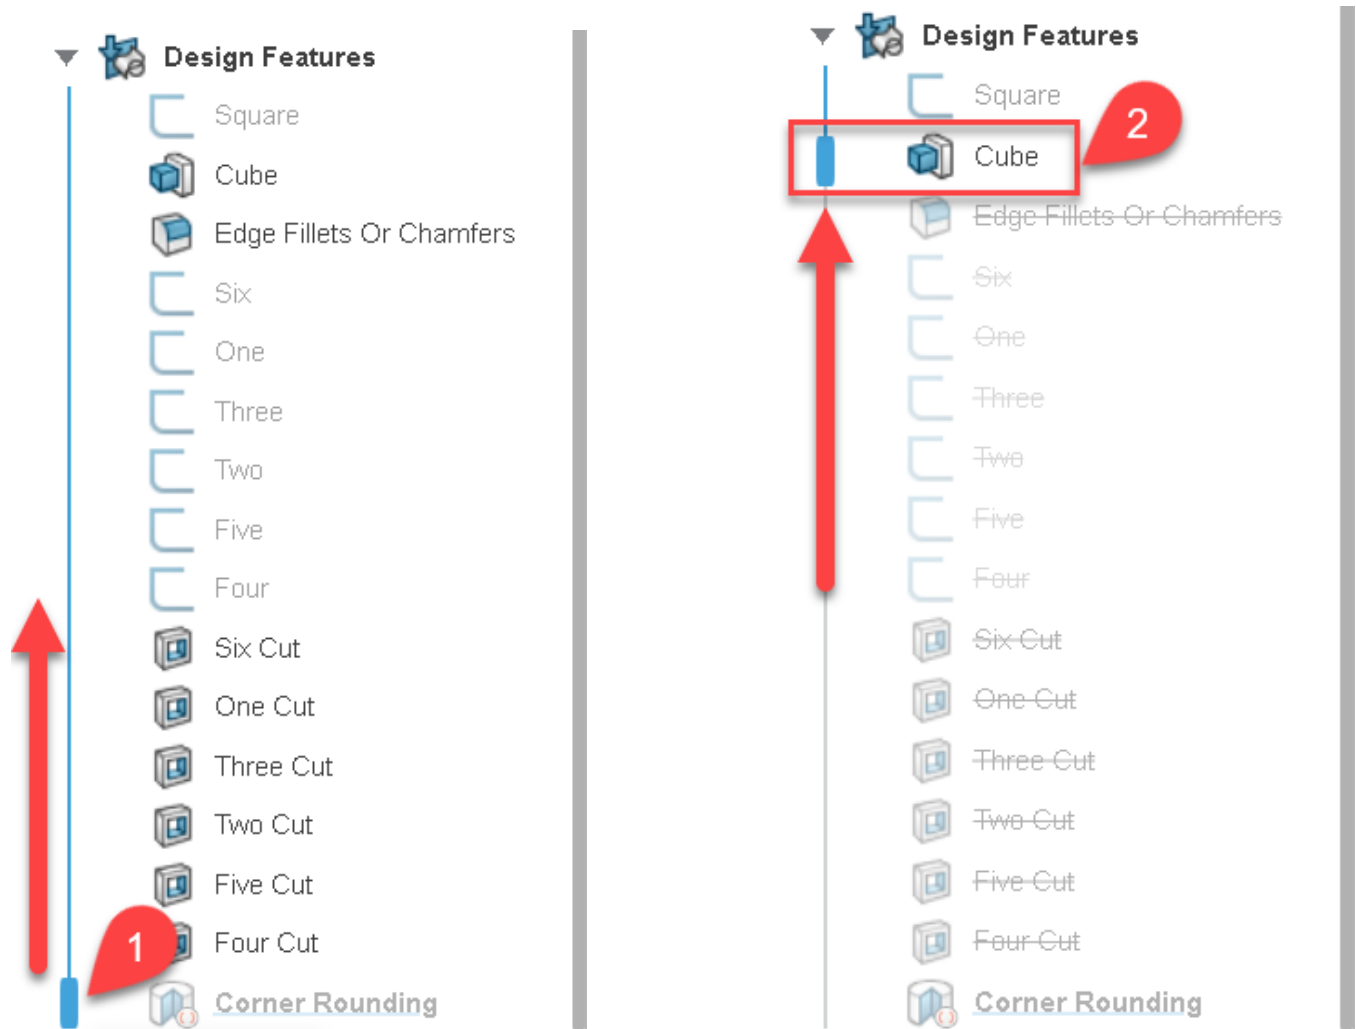 Design Features
Square
Cube
Edge Fillets Or Chamfers
Six
One
Three
Two
Five
Four
Six Cut
One Cut
Three Cut
Two Cut
Five Cut
Four Cut
1
Corner Rounding
Design Features
Square
2
Cube
Edge Fillets Or Chamfers
Six
One
Three
Two
Five
Four
Six Cut
One Cut
Three Cut
Two Cut
Five Cut
Four Cut
Corner Rounding